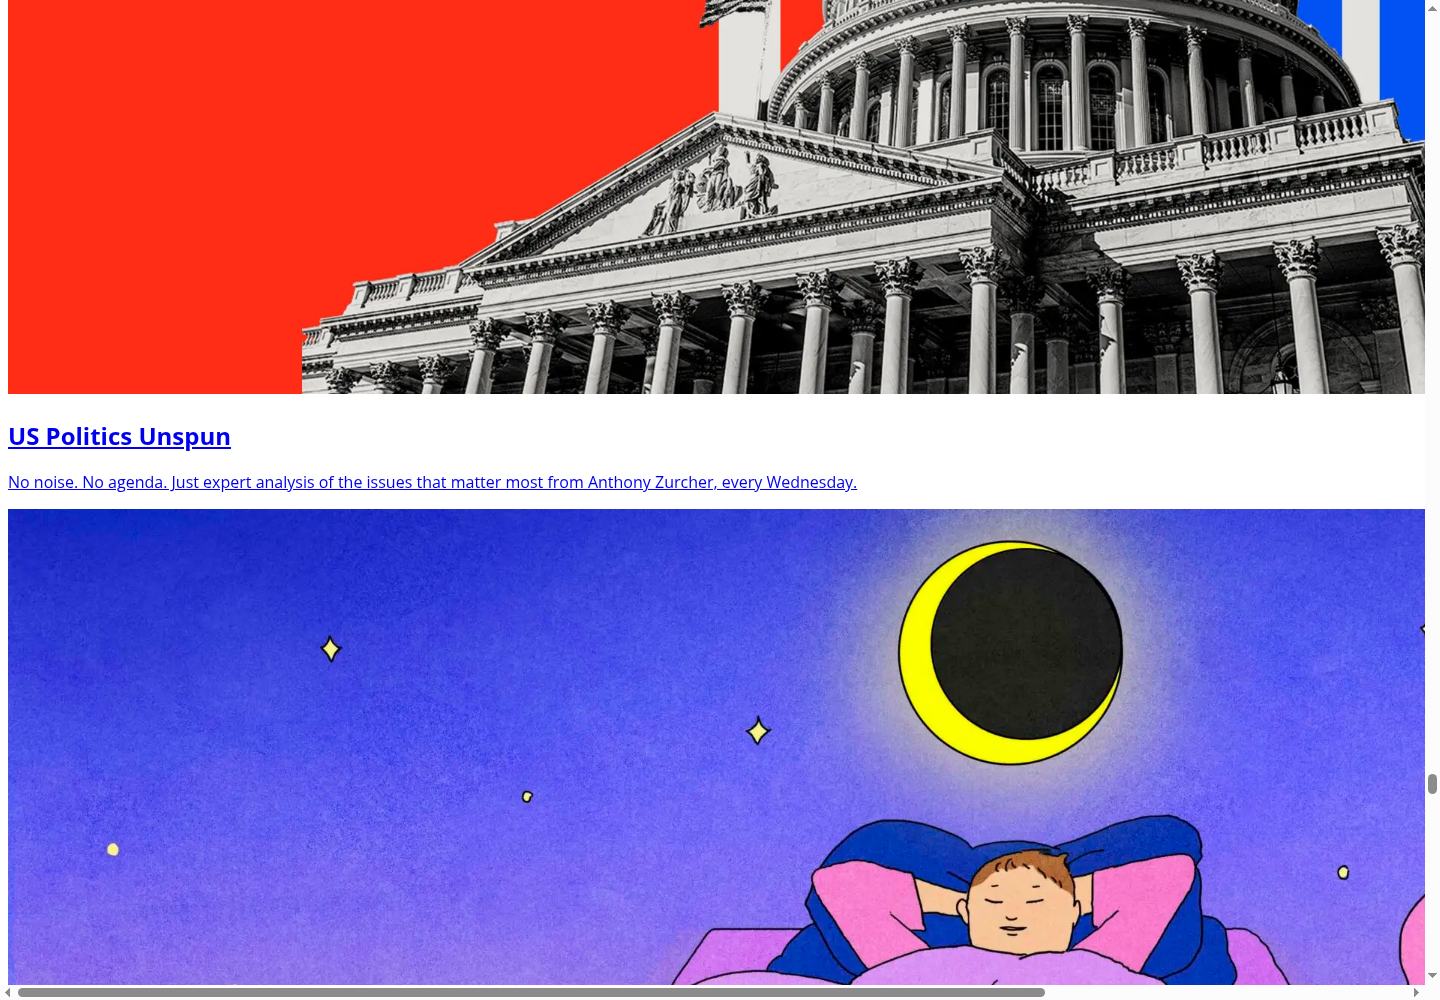 US Politics Unspun
No noise. No agenda. Just expert analysis of the issues that matter most from Anthony Zurcher, every Wednesday.